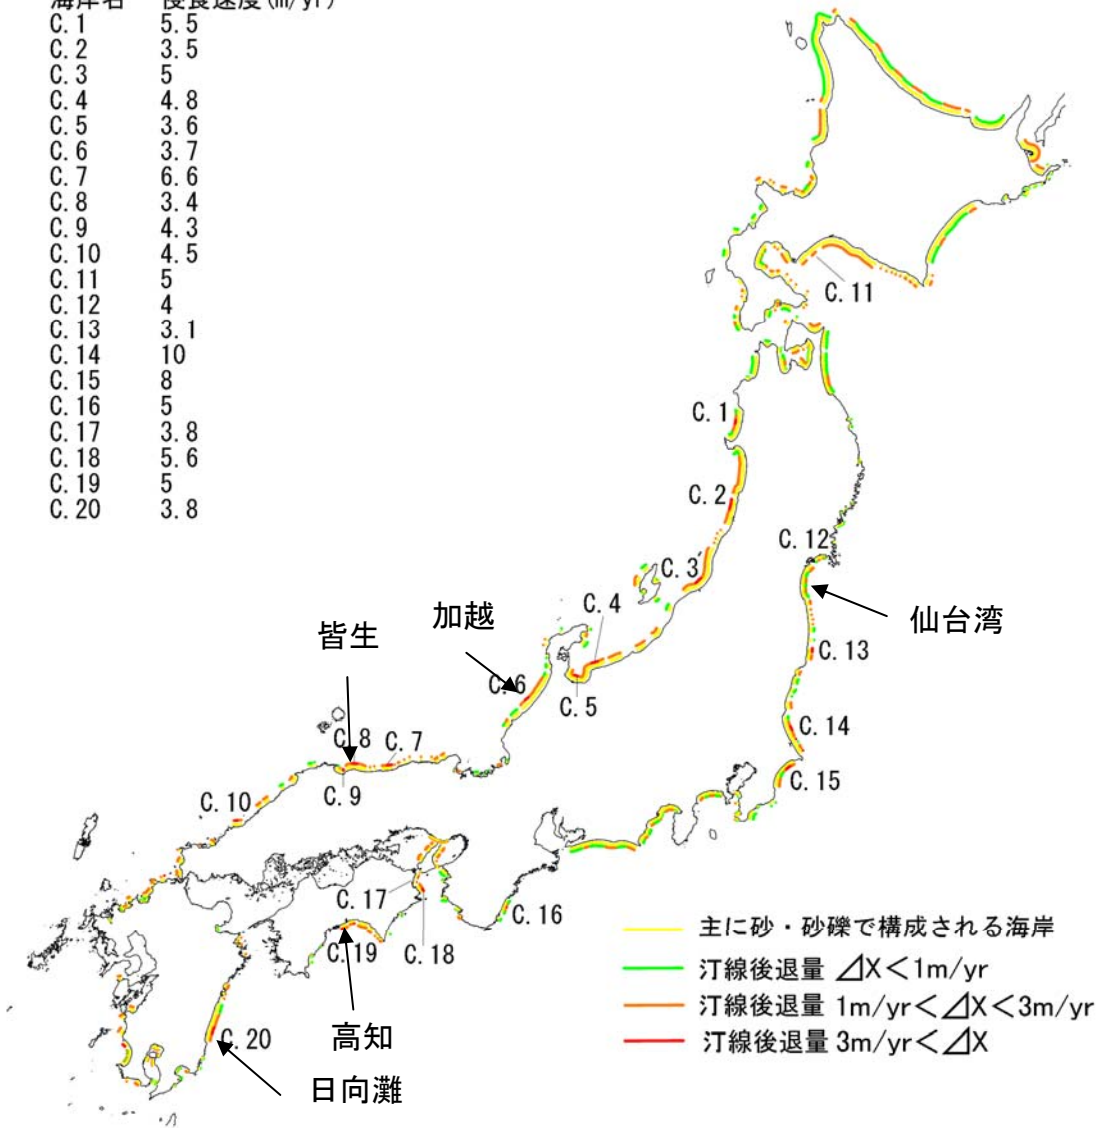 海岸名 侵食速度(m/yr)
C.1 5.5
C.2 3.5
C.3 5
C.4 4.8
C.5 3.6
C.6 3.7
C.7 6.6
C.8 3.4
C.9 4.3
C.10 4.5
C.11 5
C.12 4
C.13 3.1
C.14 10
C.15 8
C.16 5
C.17 3.8
C.18 5.6
C.19 5
C.20 3.8
C.11
C.1
C.2
C.12
C.3
C.4
加越
仙台湾
皆生
C.13
C.6
C.5
C.14
C.8
C.7
C.15
C.9
C.10
C.17
C.16
C.19
C.18
C.20
高知
日向灘
主に砂・砂礫で構成される海岸
汀線後退量 ⊿X＜1m/yr
汀線後退量 1m/yr＜⊿X＜3m/yr
汀線後退量 3m/yr＜⊿X